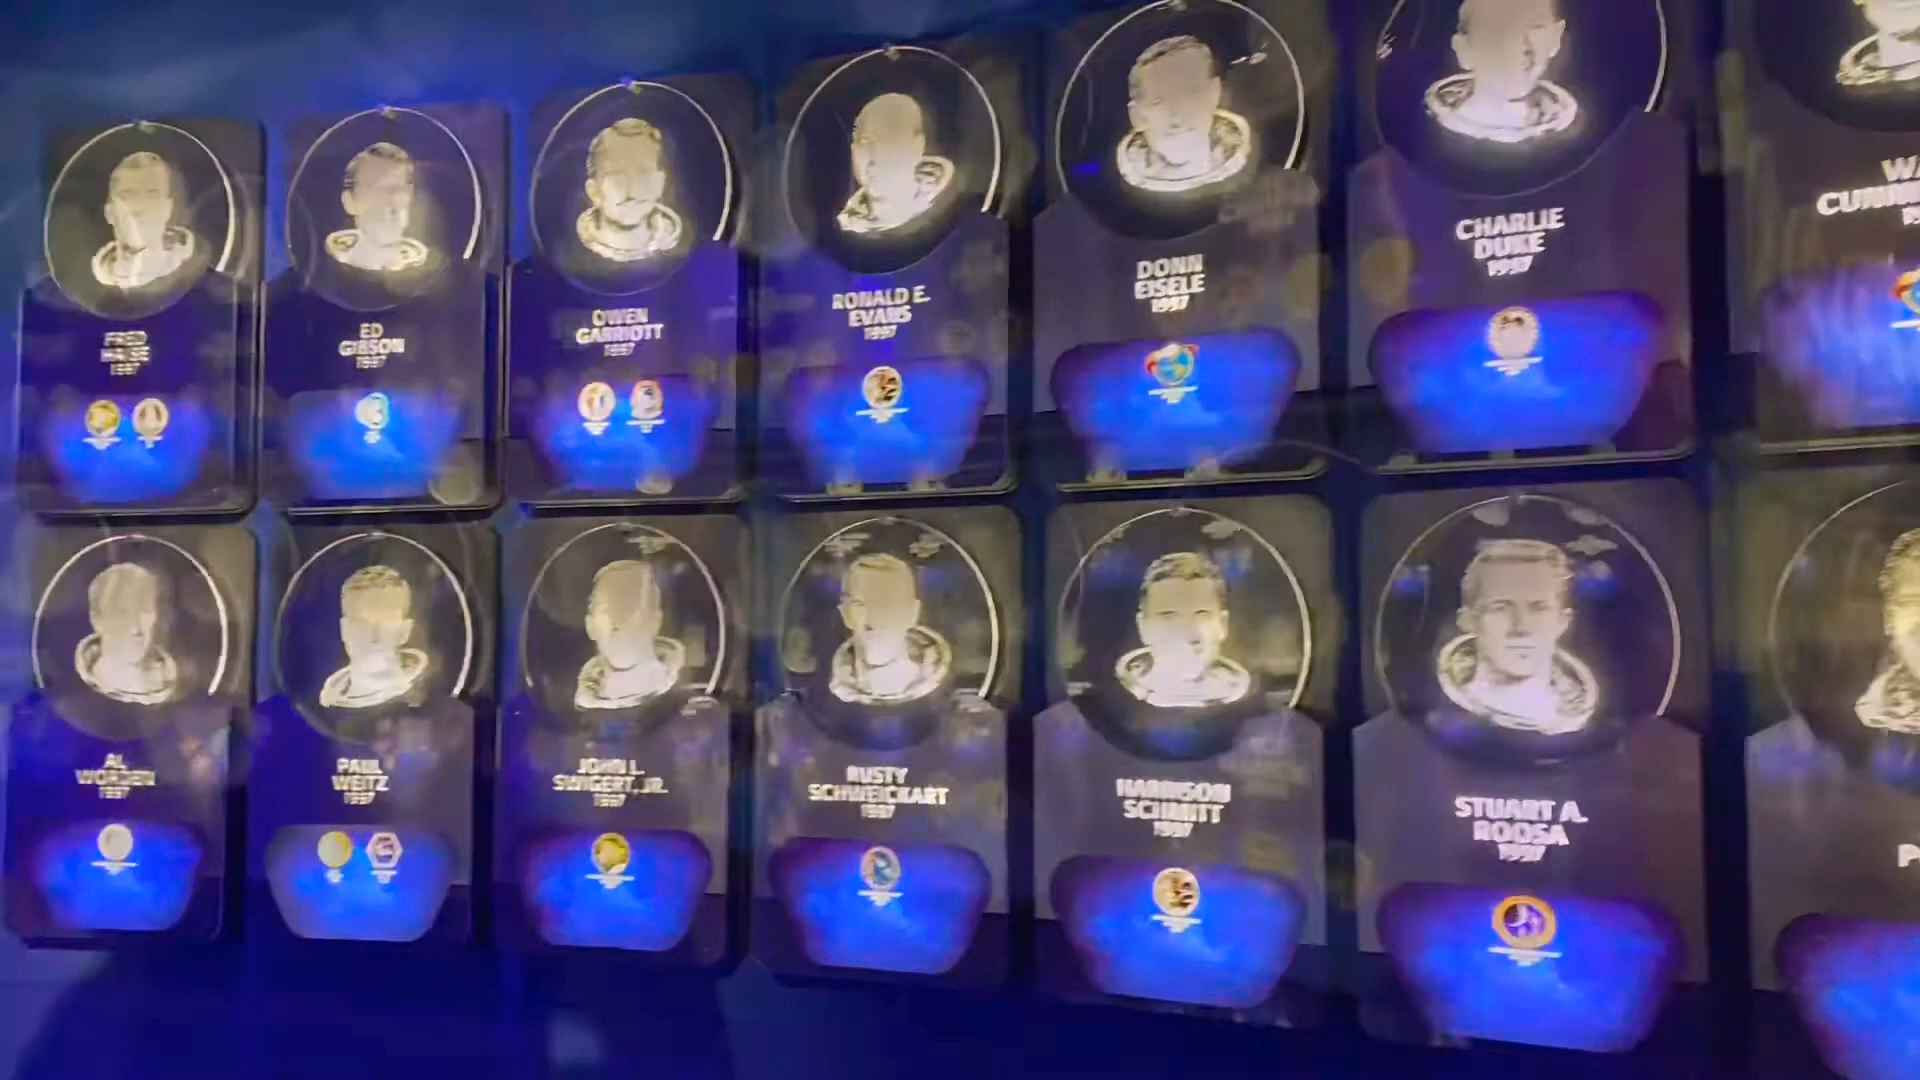 FRED
HAISE
1997
ED
GIBSON
1997
OWEN
GARRIOTT
1997
RONALD E.
EVANS
1997
DONN
EISELE
1997
CHARLIE
DUKE
1997
AL
WORDEN
1997
PAUL
WEITZ
1997
JOHN L.
SWIGERT, JR.
1997
RUSTY
SCHWEICKART
1997
HARRISON
SCHMITT
1997
STUART A.
ROOSA
1997